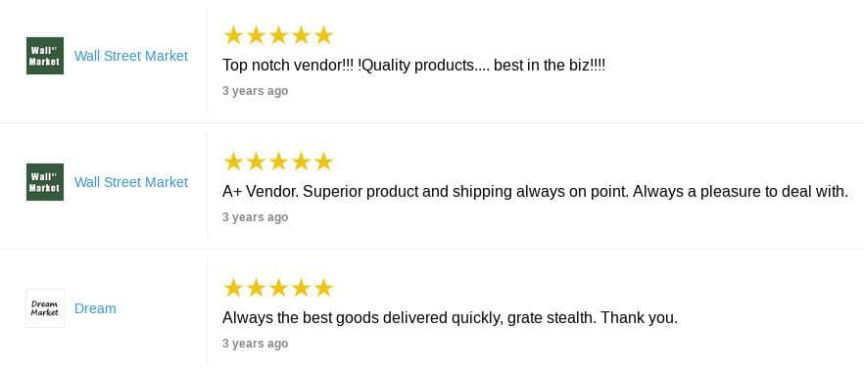 Wall ST
Market
Wall Street Market
Top notch vendor!!! !Quality products.... best in the biz!!!!
3 years ago
Wall ST
Market
Wall Street Market
A+ Vendor. Superior product and shipping always on point. Always a pleasure to deal with.
3 years ago
Dream
Market
Dream
Always the best goods delivered quickly, grate stealth. Thank you.
3 years ago